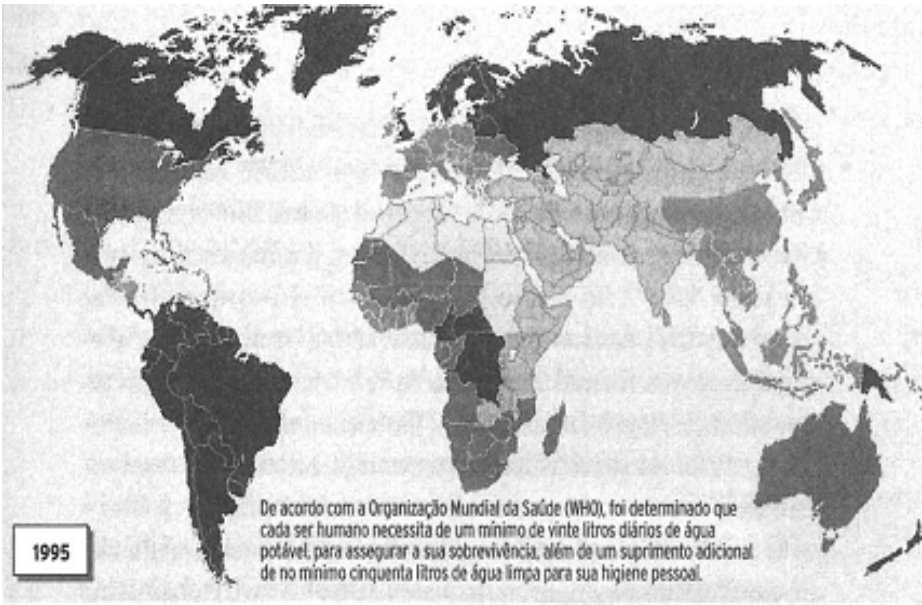 De acordo com a Organização Mundial da Saúde (WHO), foi determinado que
cada ser humano necessita de um mínimo de vinte litros diários de água
potável, para assegurar a sua sobrevivência, além de um suprimento adicional
de no mínimo cinquenta litros de água limpa para sua higiene pessoal.
1995